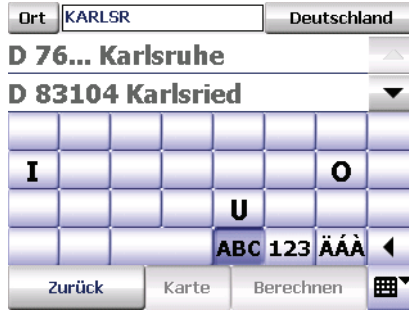 Ort KARLSR Deutschland
D 76... Karlsruhe
D 83104 Karlsried
I O
U
ABC 123 ÄÁÀ
Zurück Karte Berechnen